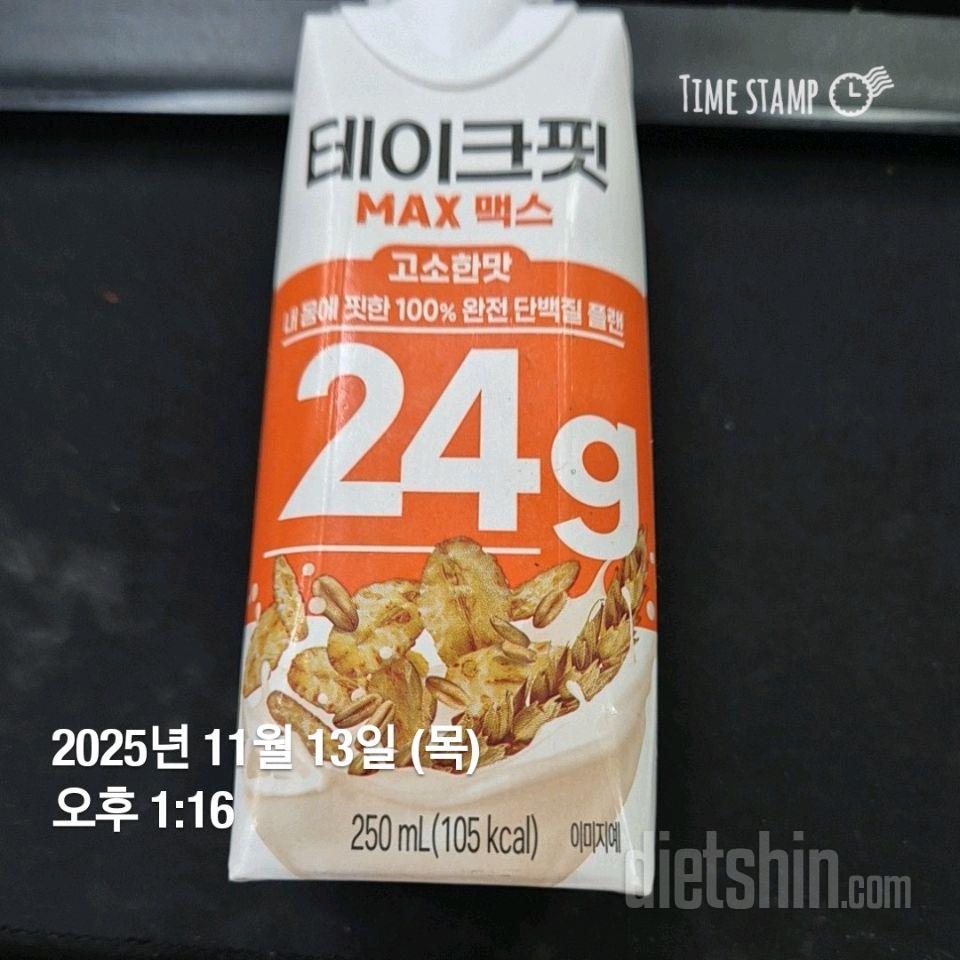 TIME STAMP
테이크핏
MAX 맥스
고소한맛
내 몸에 핏한 100% 완전 단백질 플랜
24g
2025년 11월 13일 (목)
오후 1:16
250 mL(105 kcal)
이미지예
dietshin.com